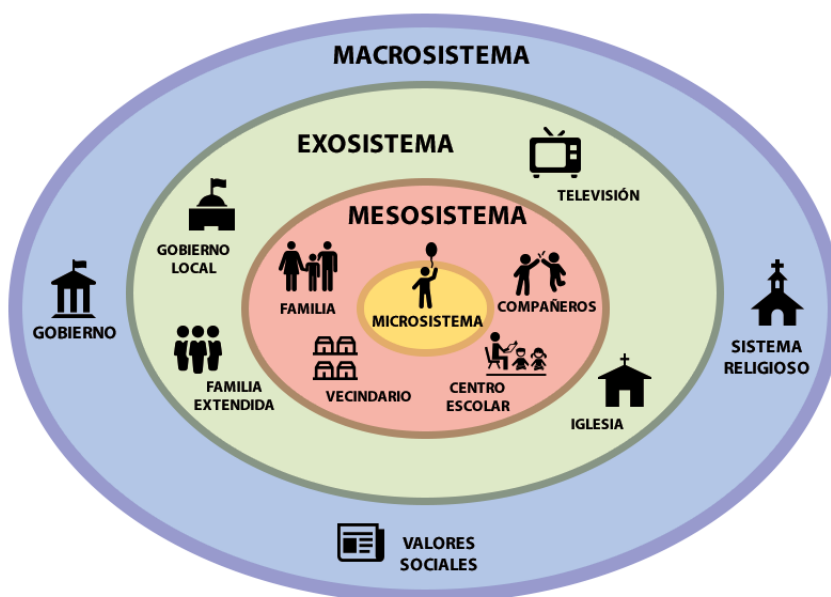 MACROSISTEMA
EXOSISTEMA
TELEVISIÓN
MESOSISTEMA
GOBIERNO
LOCAL
FAMILIA
COMPAÑEROS
MICROSISTEMA
GOBIERNO
SISTEMA
RELIGIOSO
FAMILIA
EXTENDIDA
VECINDARIO
CENTRO
ESCOLAR
IGLESIA
VALORES
SOCIALES